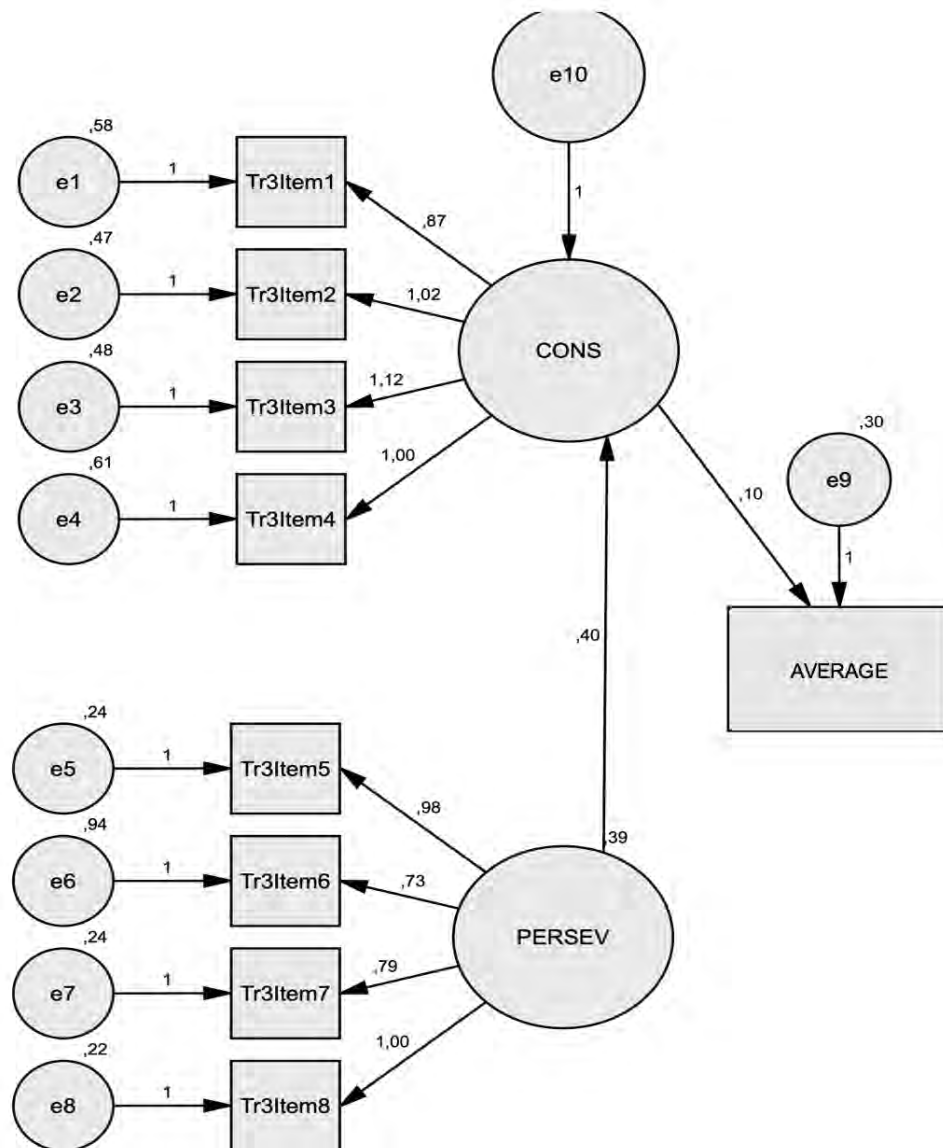 e10
,58
e1
1
Tr3Item1
,87
1
,47
e2
1
Tr3Item2
1,02
CONS
,48
e3
1
Tr3Item3
1,12
,61
e4
1
Tr3Item4
1,00
,10
,30
e9
1
,40
AVERAGE
,24
e5
1
Tr3Item5
,98
,39
,94
e6
1
Tr3Item6
,73
PERSEV
,24
e7
1
Tr3Item7
,79
,22
e8
1
Tr3Item8
1,00